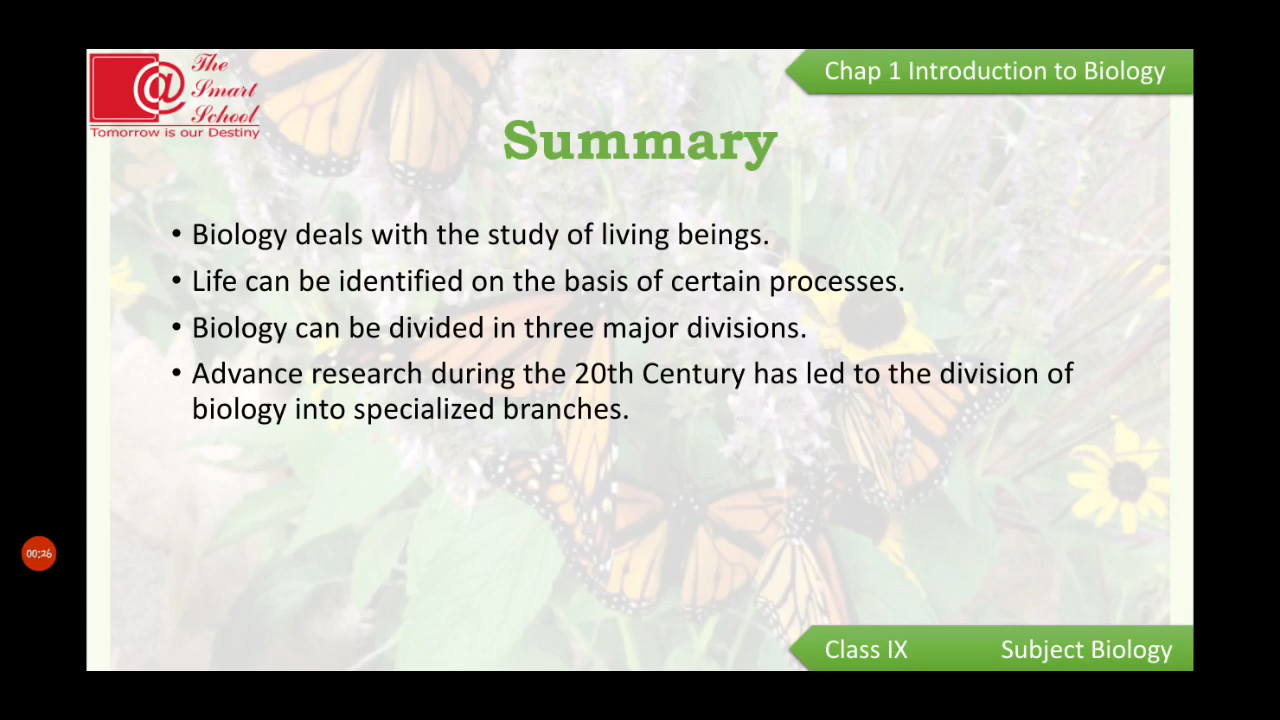 The
Smart
School
Tomorrow is our Destiny
Chap 1 Introduction to Biology
Summary
• Biology deals with the study of living beings.
• Life can be identified on the basis of certain processes.
• Biology can be divided in three major divisions.
• Advance research during the 20th Century has led to the division of
biology into specialized branches.
00:26
Class IX Subject Biology